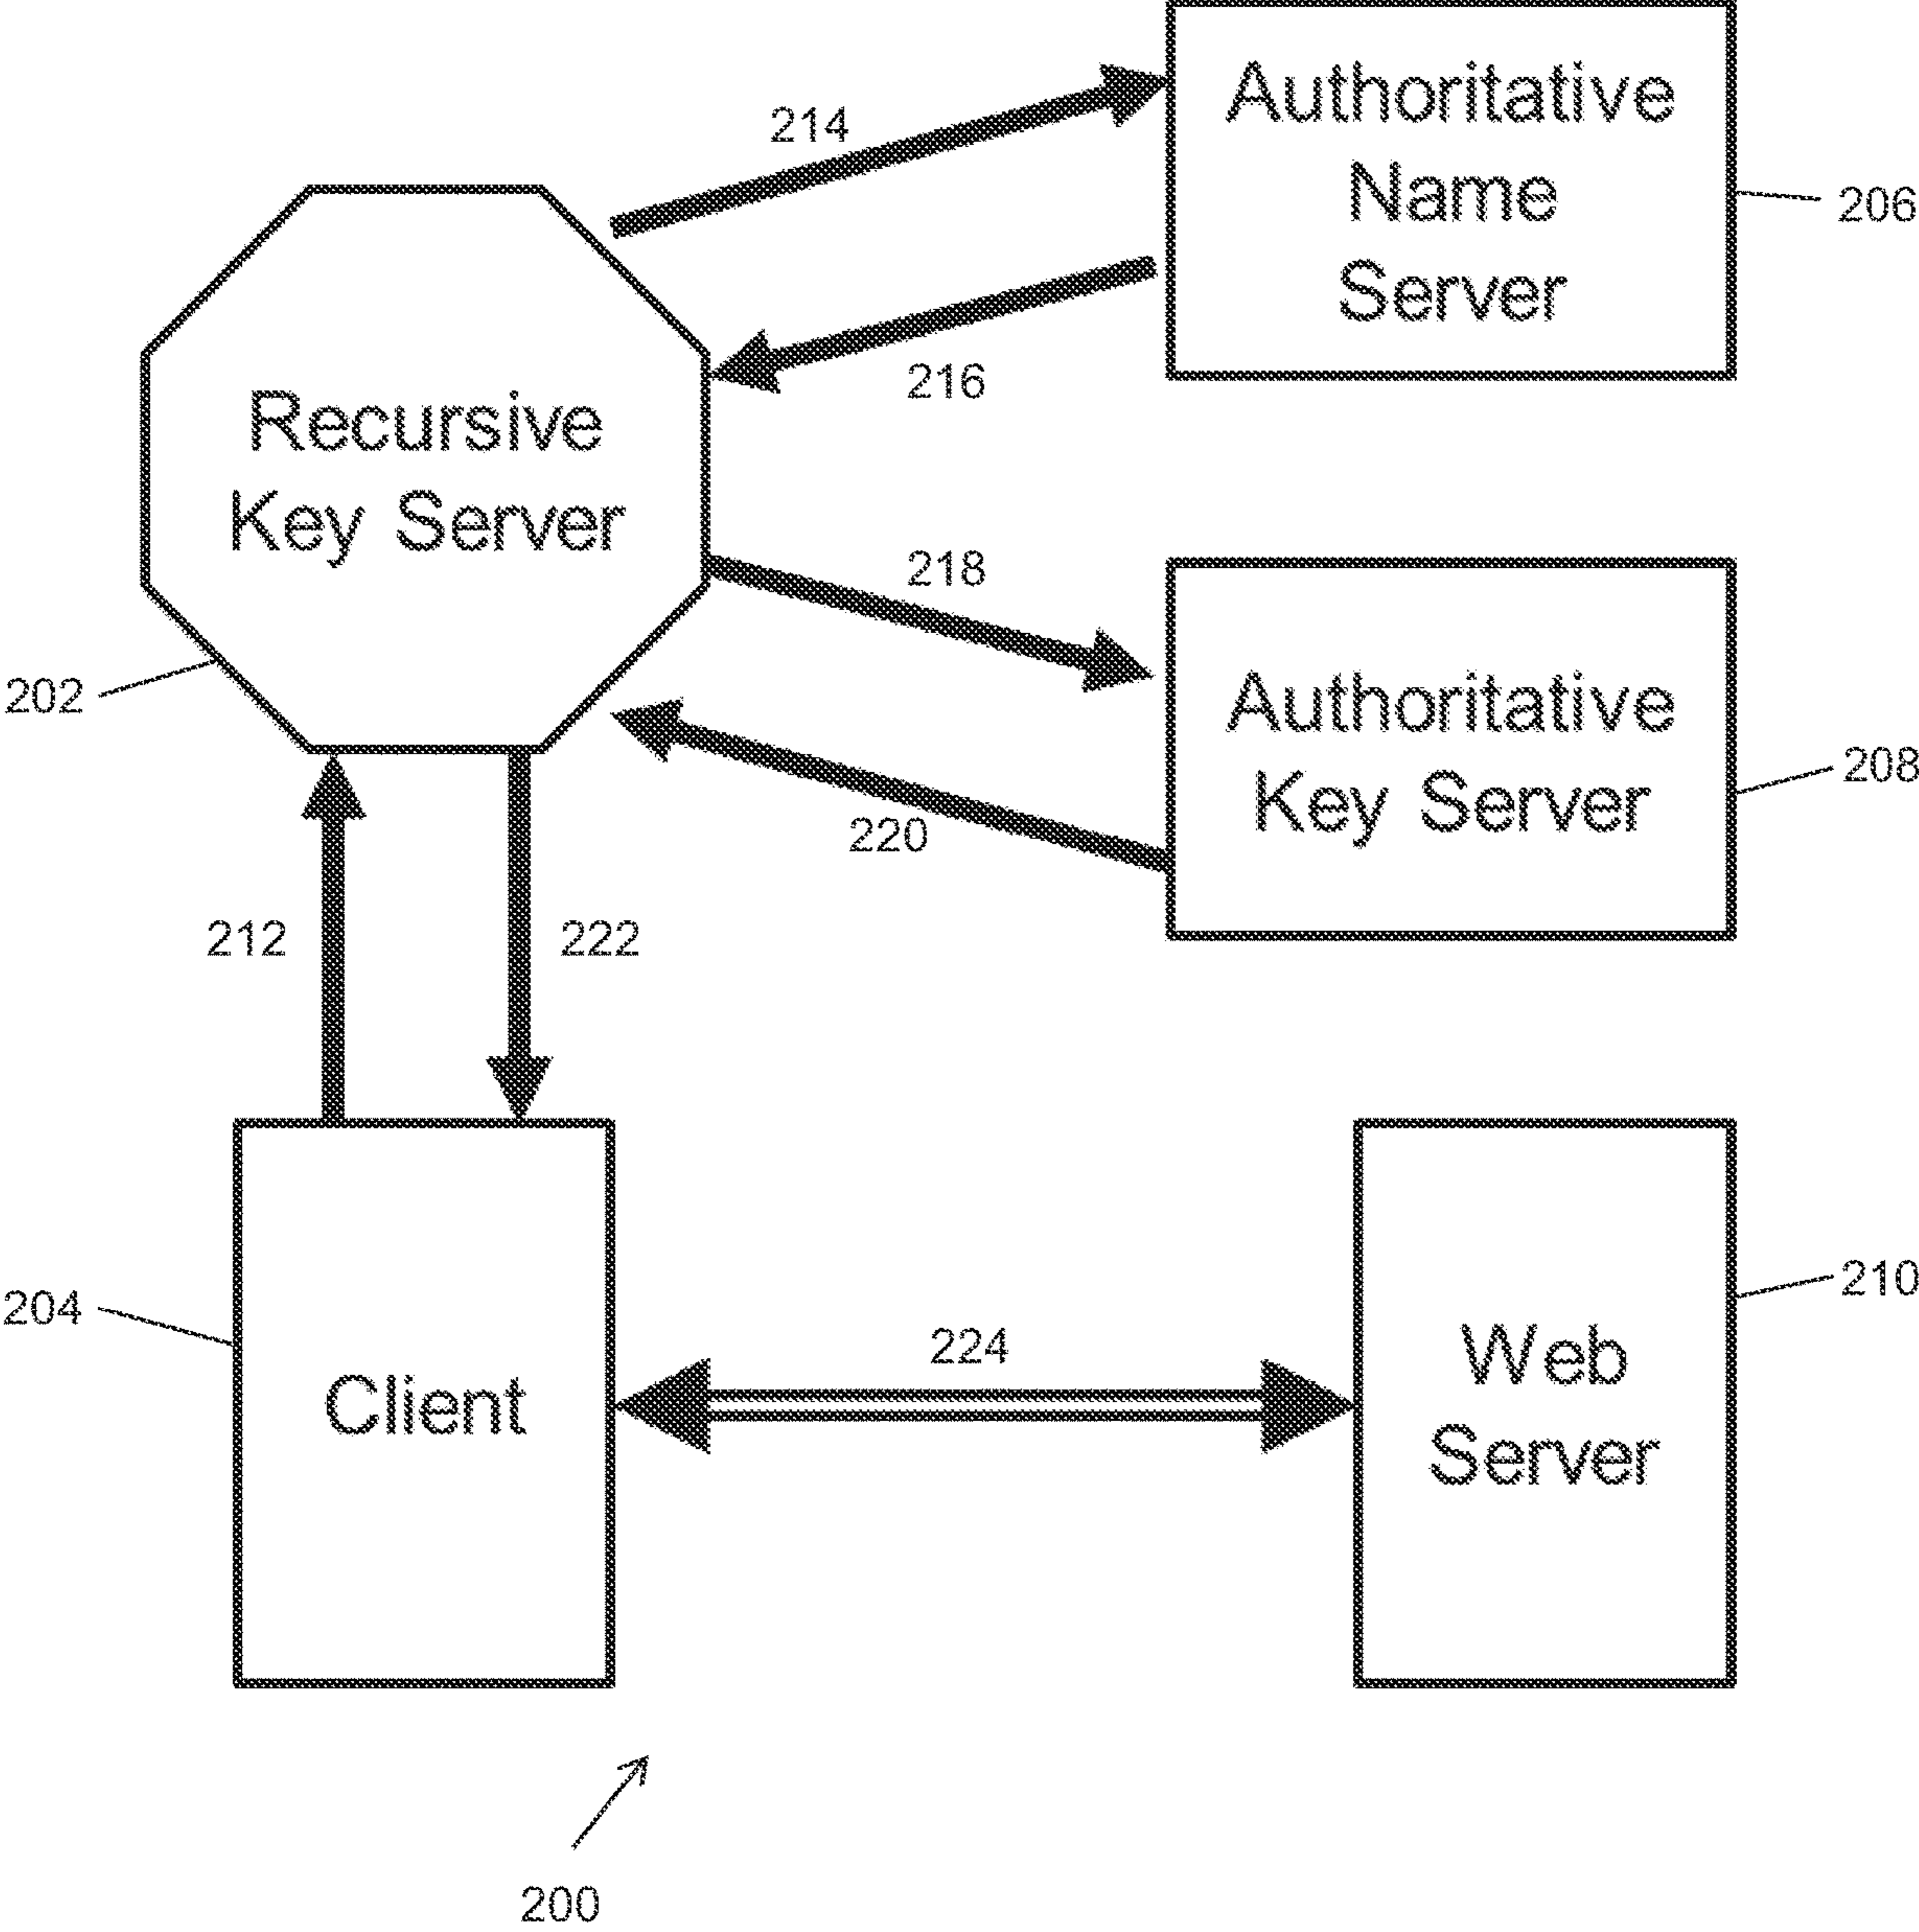 214
Authoritative
Name
Server
206
216
Recursive
Key Server
202
218
Authoritative
Key Server
208
220
212
222
204
Client
224
Web
Server
210
200